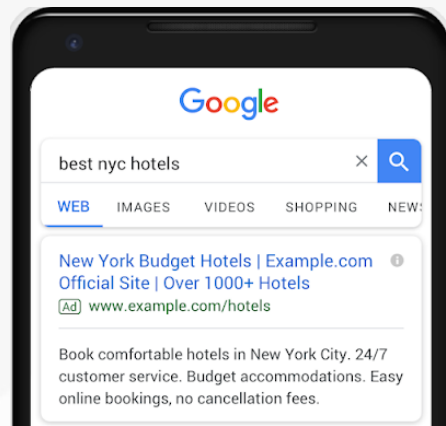 Google
best nyc hotels
WEB IMAGES VIDEOS SHOPPING NEWS
New York Budget Hotels | Example.com
Official Site | Over 1000+ Hotels
Ad www.example.com/hotels
Book comfortable hotels in New York City. 24/7
customer service. Budget accommodations. Easy
online bookings, no cancellation fees.